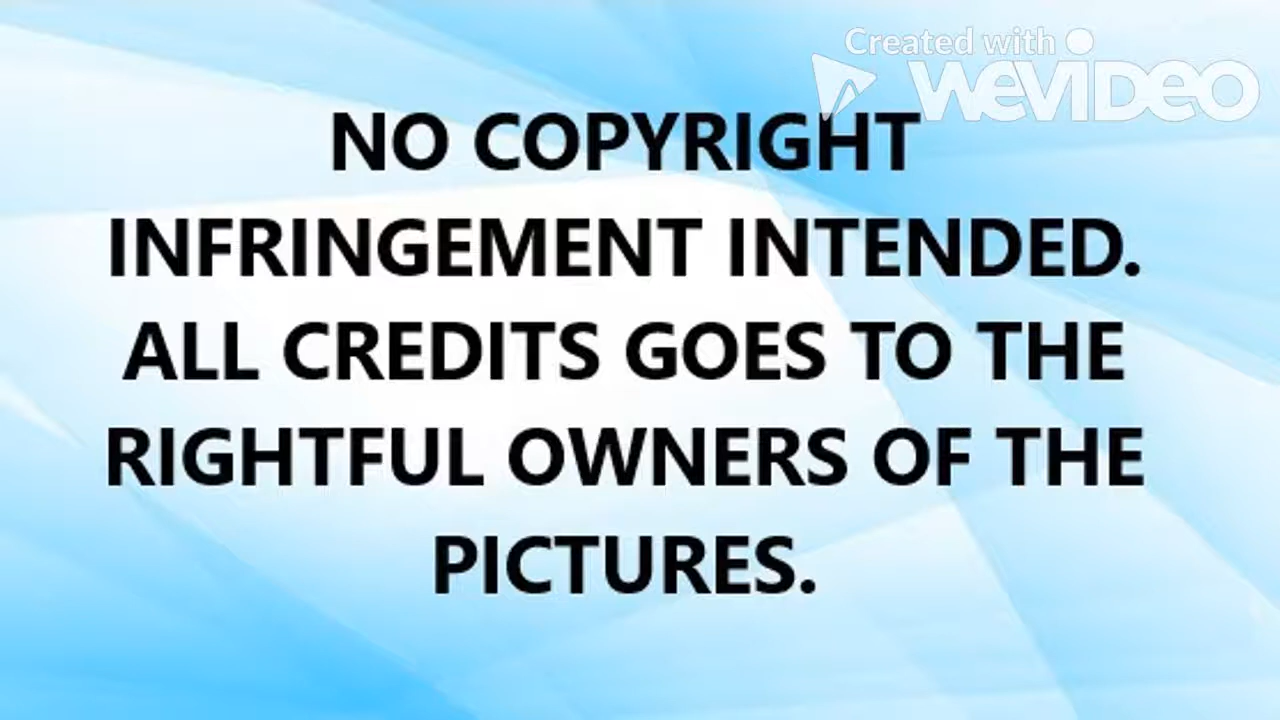 Created with
WEVIDEO
NO COPYRIGHT
INFRINGEMENT INTENDED.
ALL CREDITS GOES TO THE
RIGHTFUL OWNERS OF THE
PICTURES.